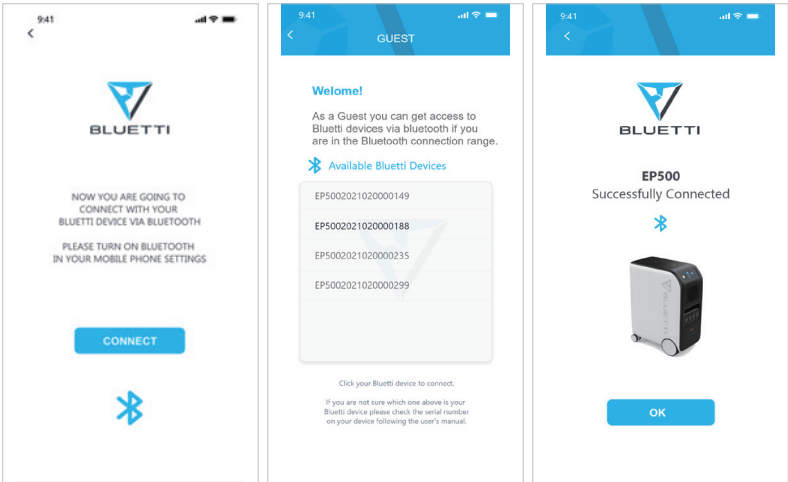 9:41
BLUETTI
NOW YOU ARE GOING TO
CONNECT WITH YOUR
BLUETTI DEVICE VIA BLUETOOTH
PLEASE TURN ON BLUETOOTH
IN YOUR MOBILE PHONE SETTINGS
CONNECT
9:41
GUEST
Welome!
As a Guest you can get access to
Bluetti devices via bluetooth if you
are in the Bluetooth connection range.
Available Bluetti Devices
EP5002021020000149
EP5002021020000188
EP5002021020000235
EP5002021020000299
Click your Bluetti device to connect.
If you are not sure which one above is your
Bluetti device please check the serial number
on your device following the user's manual.
9:41
BLUETTI
EP500
Successfully Connected
BLUETTI
OK